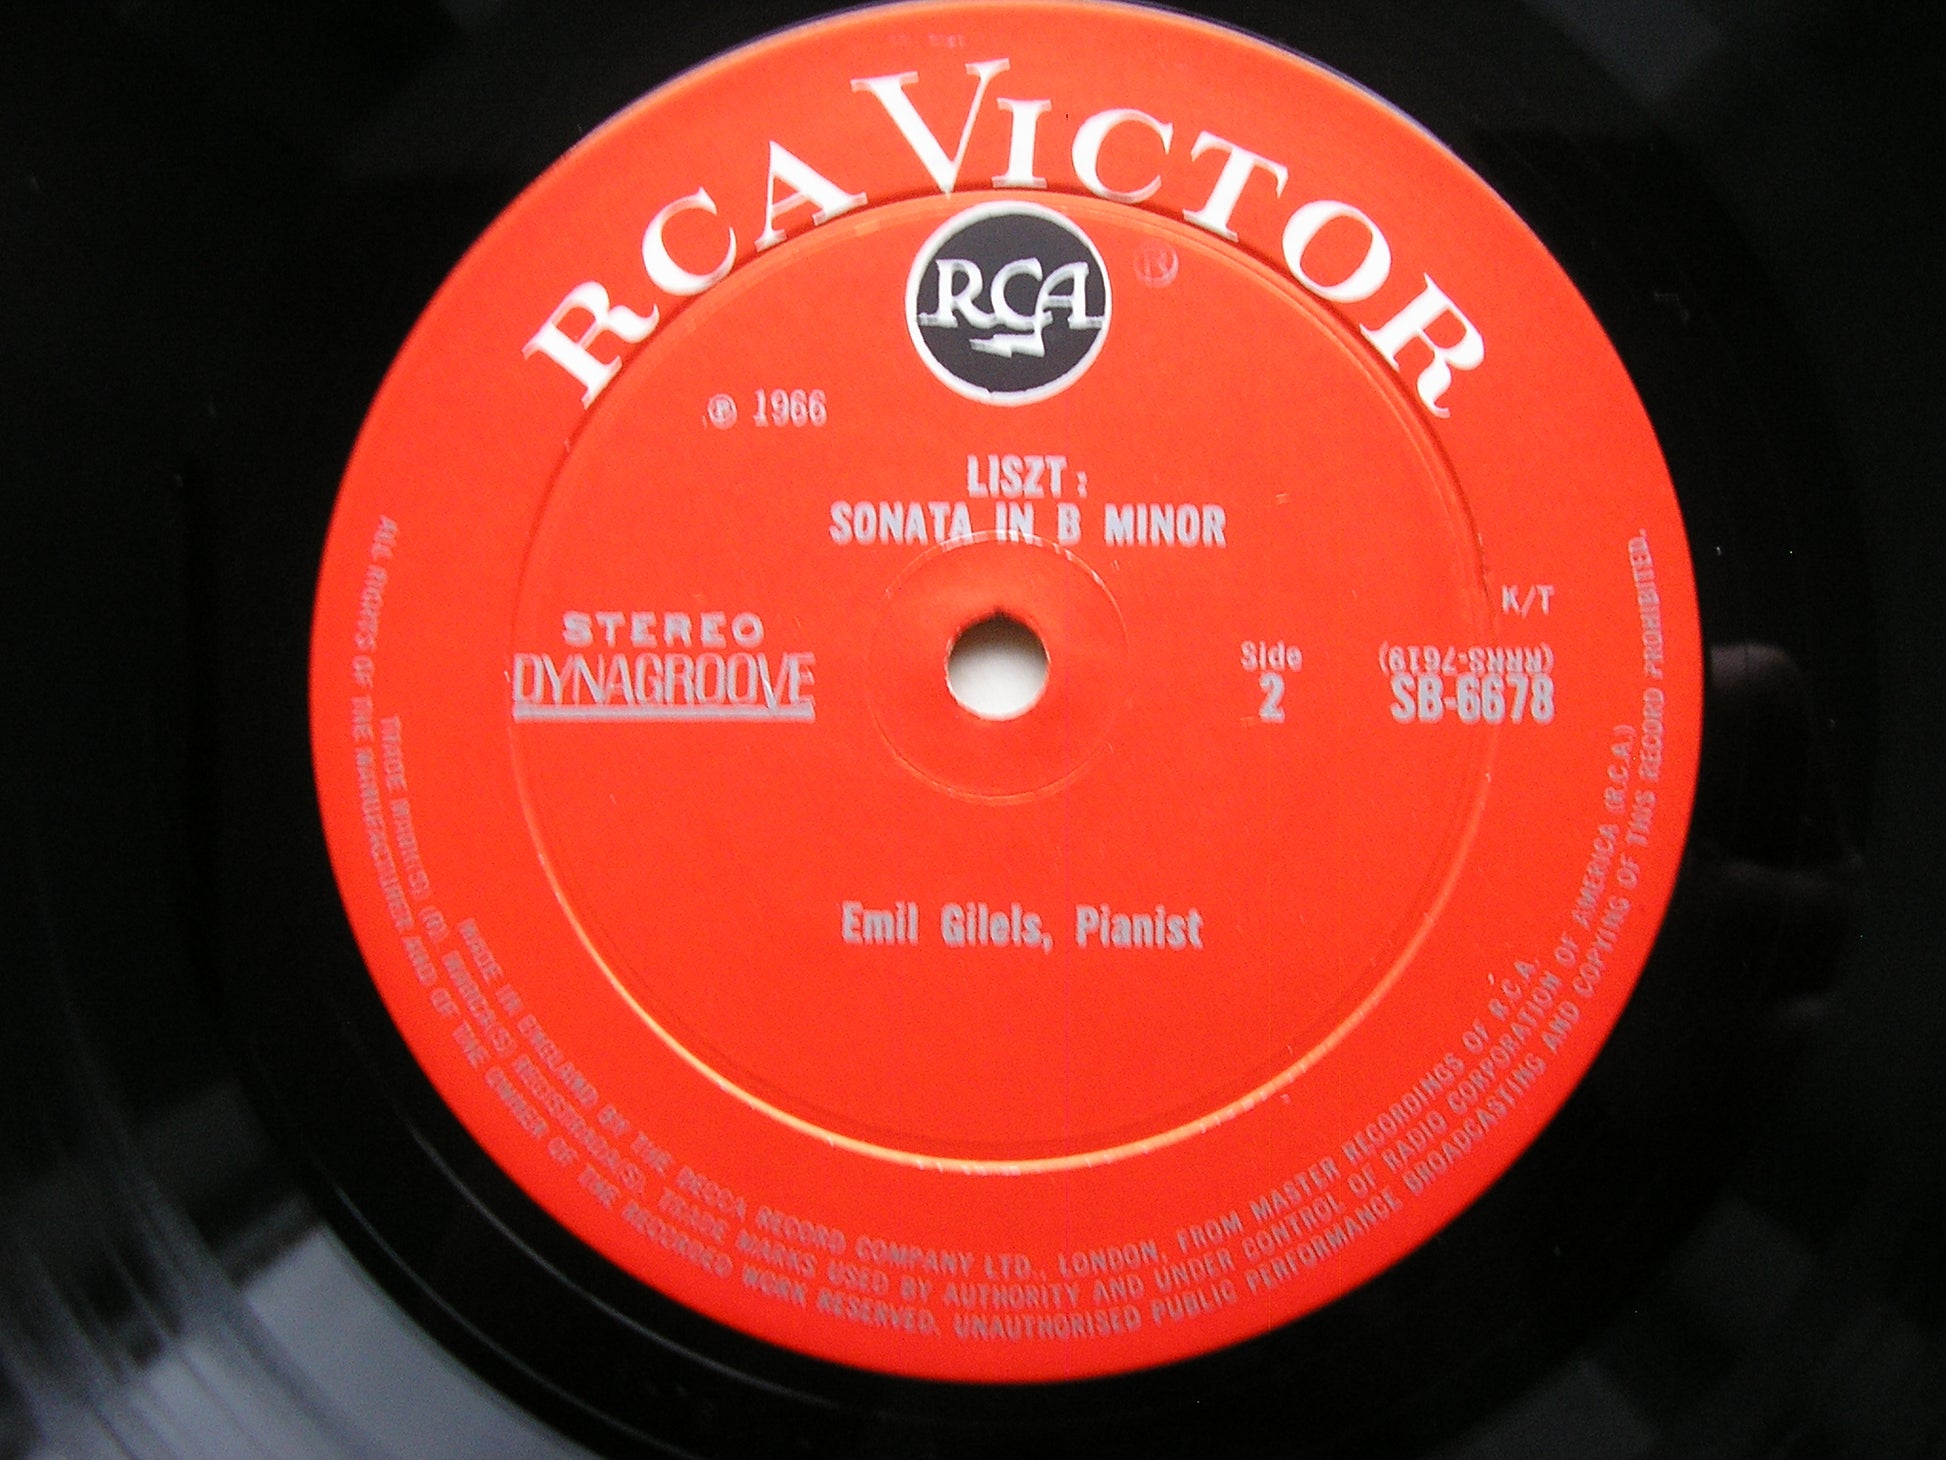 RCA VICTOR
RCA
®
℗ 1966
LISZT:
SONATA IN B MINOR
K/T
STEREO
DYNAGROOVE
Side
2
(RRRS-7619)
SB-6678
Emil Gilels, Pianist
MADE IN ENGLAND BY THE DECCA RECORD COMPANY LTD., LONDON, FROM MASTER RECORDINGS OF R.C.A.
TRADE MARK(S) (R). MARCA(S) REGISTRADA(S). TRADE MARKS USED BY AUTHORITY AND UNDER CONTROL OF RADIO CORPORATION OF AMERICA (R.C.A.)
ALL RIGHTS OF THE MANUFACTURER AND OF THE OWNER OF THE RECORDED WORK RESERVED. UNAUTHORISED PUBLIC PERFORMANCE BROADCASTING AND COPYING OF THIS RECORD PROHIBITED.